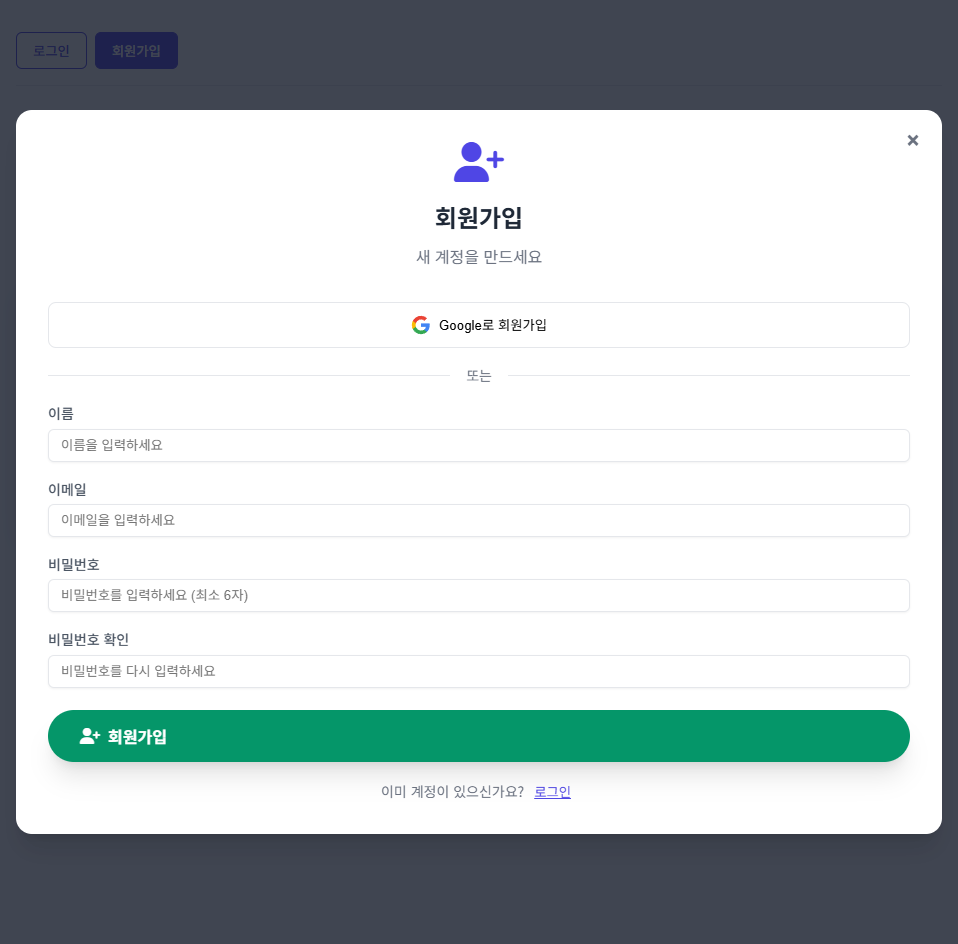 로그인 회원가입
회원가입
새 계정을 만드세요
Google로 회원가입
또는
이름
이름을 입력하세요
이메일
이메일을 입력하세요
비밀번호
비밀번호를 입력하세요 (최소 6자)
비밀번호 확인
비밀번호를 다시 입력하세요
회원가입
이미 계정이 있으신가요? 로그인